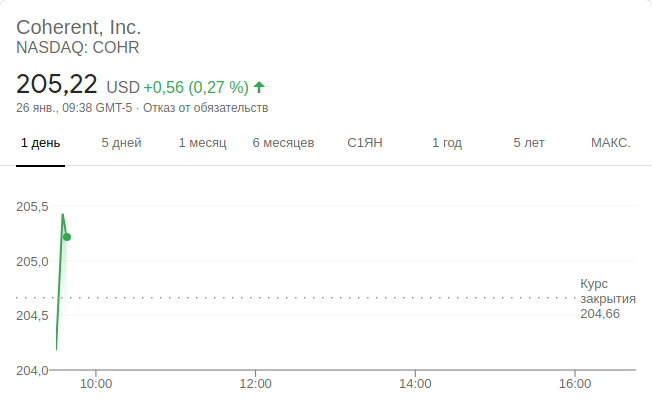 Coherent, Inc.
NASDAQ: COHR
205,22 USD +0,56 (0,27 %)
26 янв., 09:38 GMT-5 · Отказ от обязательств
1 день 5 дней 1 месяц 6 месяцев С1ЯН 1 год 5 лет МАКС.
205,5
205,0
Курс
закрытия
204,66
204,5
204,0
10:00 12:00 14:00 16:00